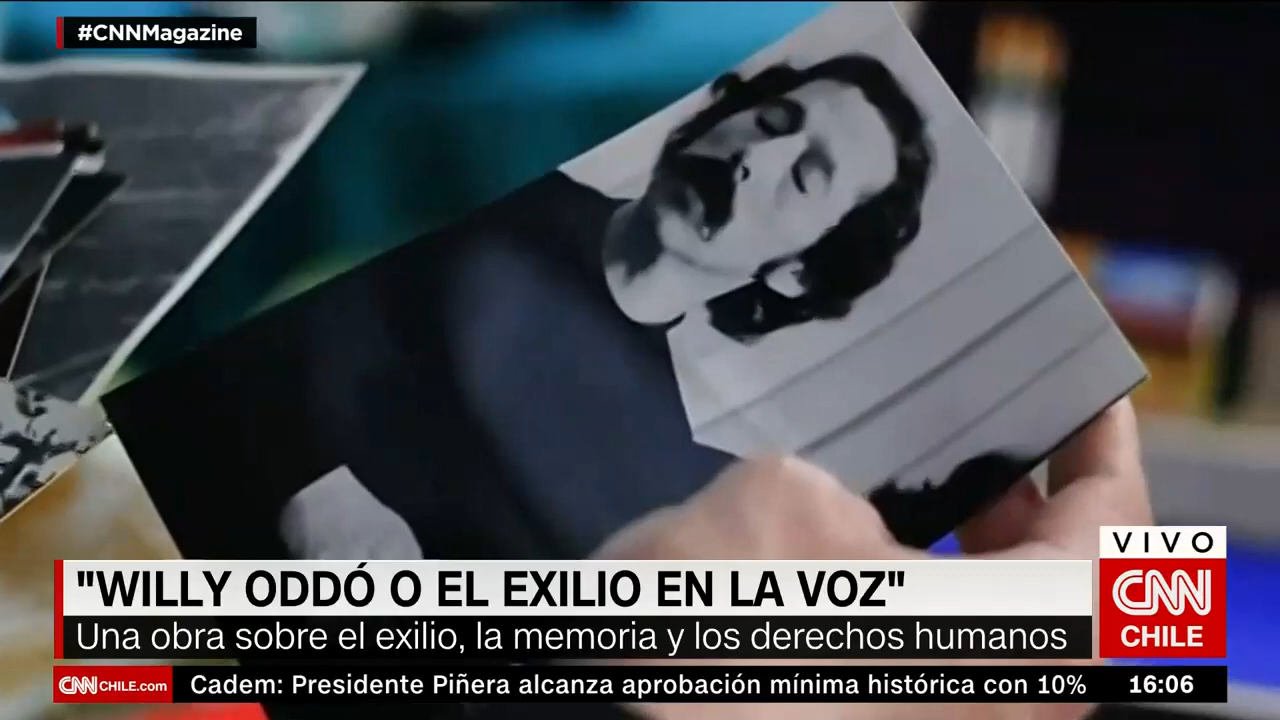 #CNNMagazine
"WILLY ODDÓ O EL EXILIO EN LA VOZ"
Una obra sobre el exilio, la memoria y los derechos humanos
VIVO
CNN
CHILE
CNNCHILE.com
Cadem: Presidente Piñera alcanza aprobación mínima histórica con 10%
16:06